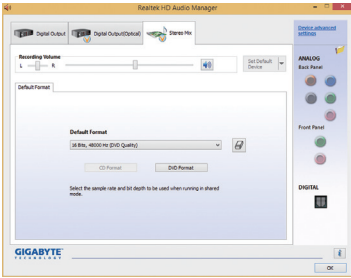 Realtek HD Audio Manager
Digital Output
Digital Output(Optical)
Stereo Mix
Device advanced settings
Recording Volume
L
R
Set Default Device
ANALOG
Back Panel
Default Format
Default Format
16 Bits, 48000 Hz (DVD Quality)
CD Format
DVD Format
Select the sample rate and bit depth to be used when running in shared mode.
Front Panel
DIGITAL
GIGABYTE
TECHNOLOGY
OK